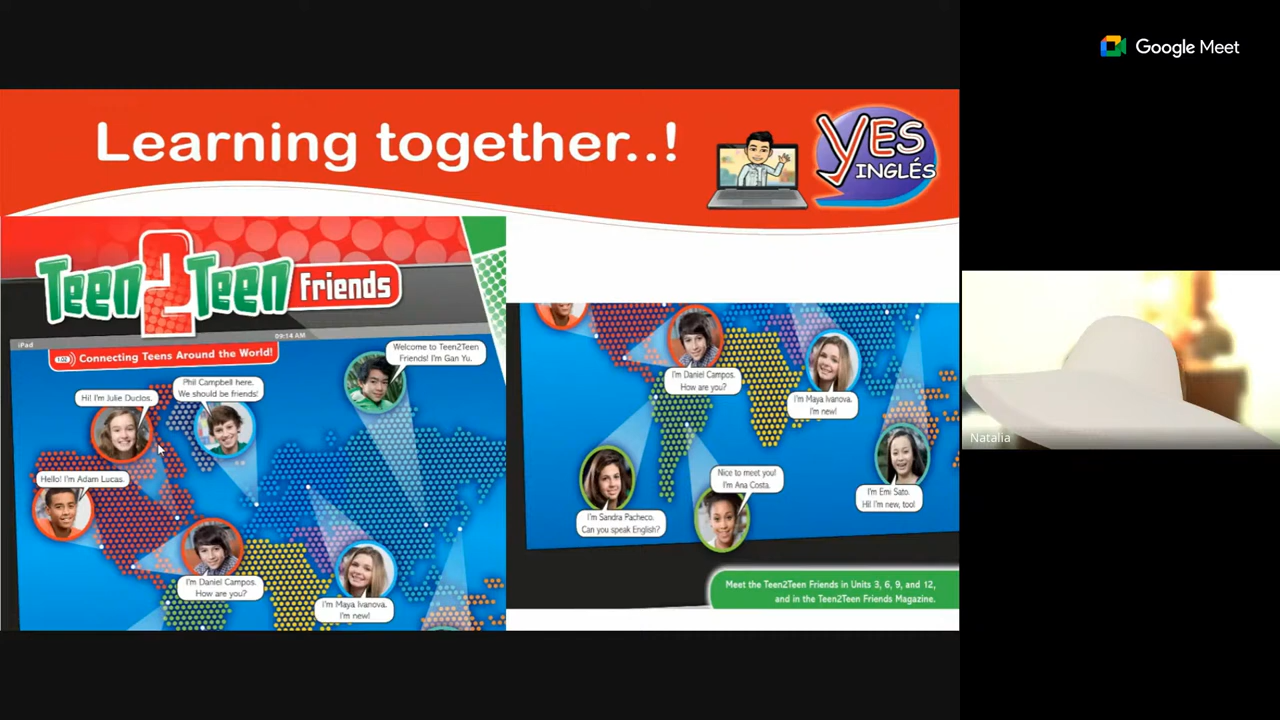 Google Meet
Learning together..!
YES
INGLÉS
Teen2Teen Friends
iPad
09:14 AM
1.03
Connecting Teens Around the World!
Welcome to Teen2Teen
Friends! I'm Gan Yu.
Phil Campbell here.
We should be friends!
Hi! I'm Julie Duclos.
Hello! I'm Adam Lucas.
I'm Daniel Campos.
How are you?
I'm Maya Ivanova.
I'm new!
I'm Daniel Campos.
How are you?
I'm Maya Ivanova.
I'm new!
Nice to meet you!
I'm Ana Costa.
I'm Emi Sato.
Hi! I'm new, too!
I'm Sandra Pacheco.
Can you speak English?
Meet the Teen2Teen Friends in Units 3, 6, 9, and 12,
and in the Teen2Teen Friends Magazine.
Natalia